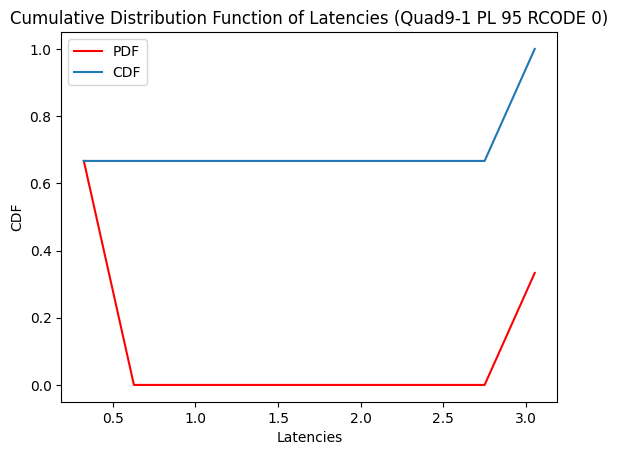 Cumulative Distribution Function of Latencies (Quad9-1 PL 95 RCODE 0)
PDF
CDF
1.0
0.8
0.6
0.4
0.2
0.0
CDF
0.5
1.0
1.5
2.0
2.5
3.0
Latencies